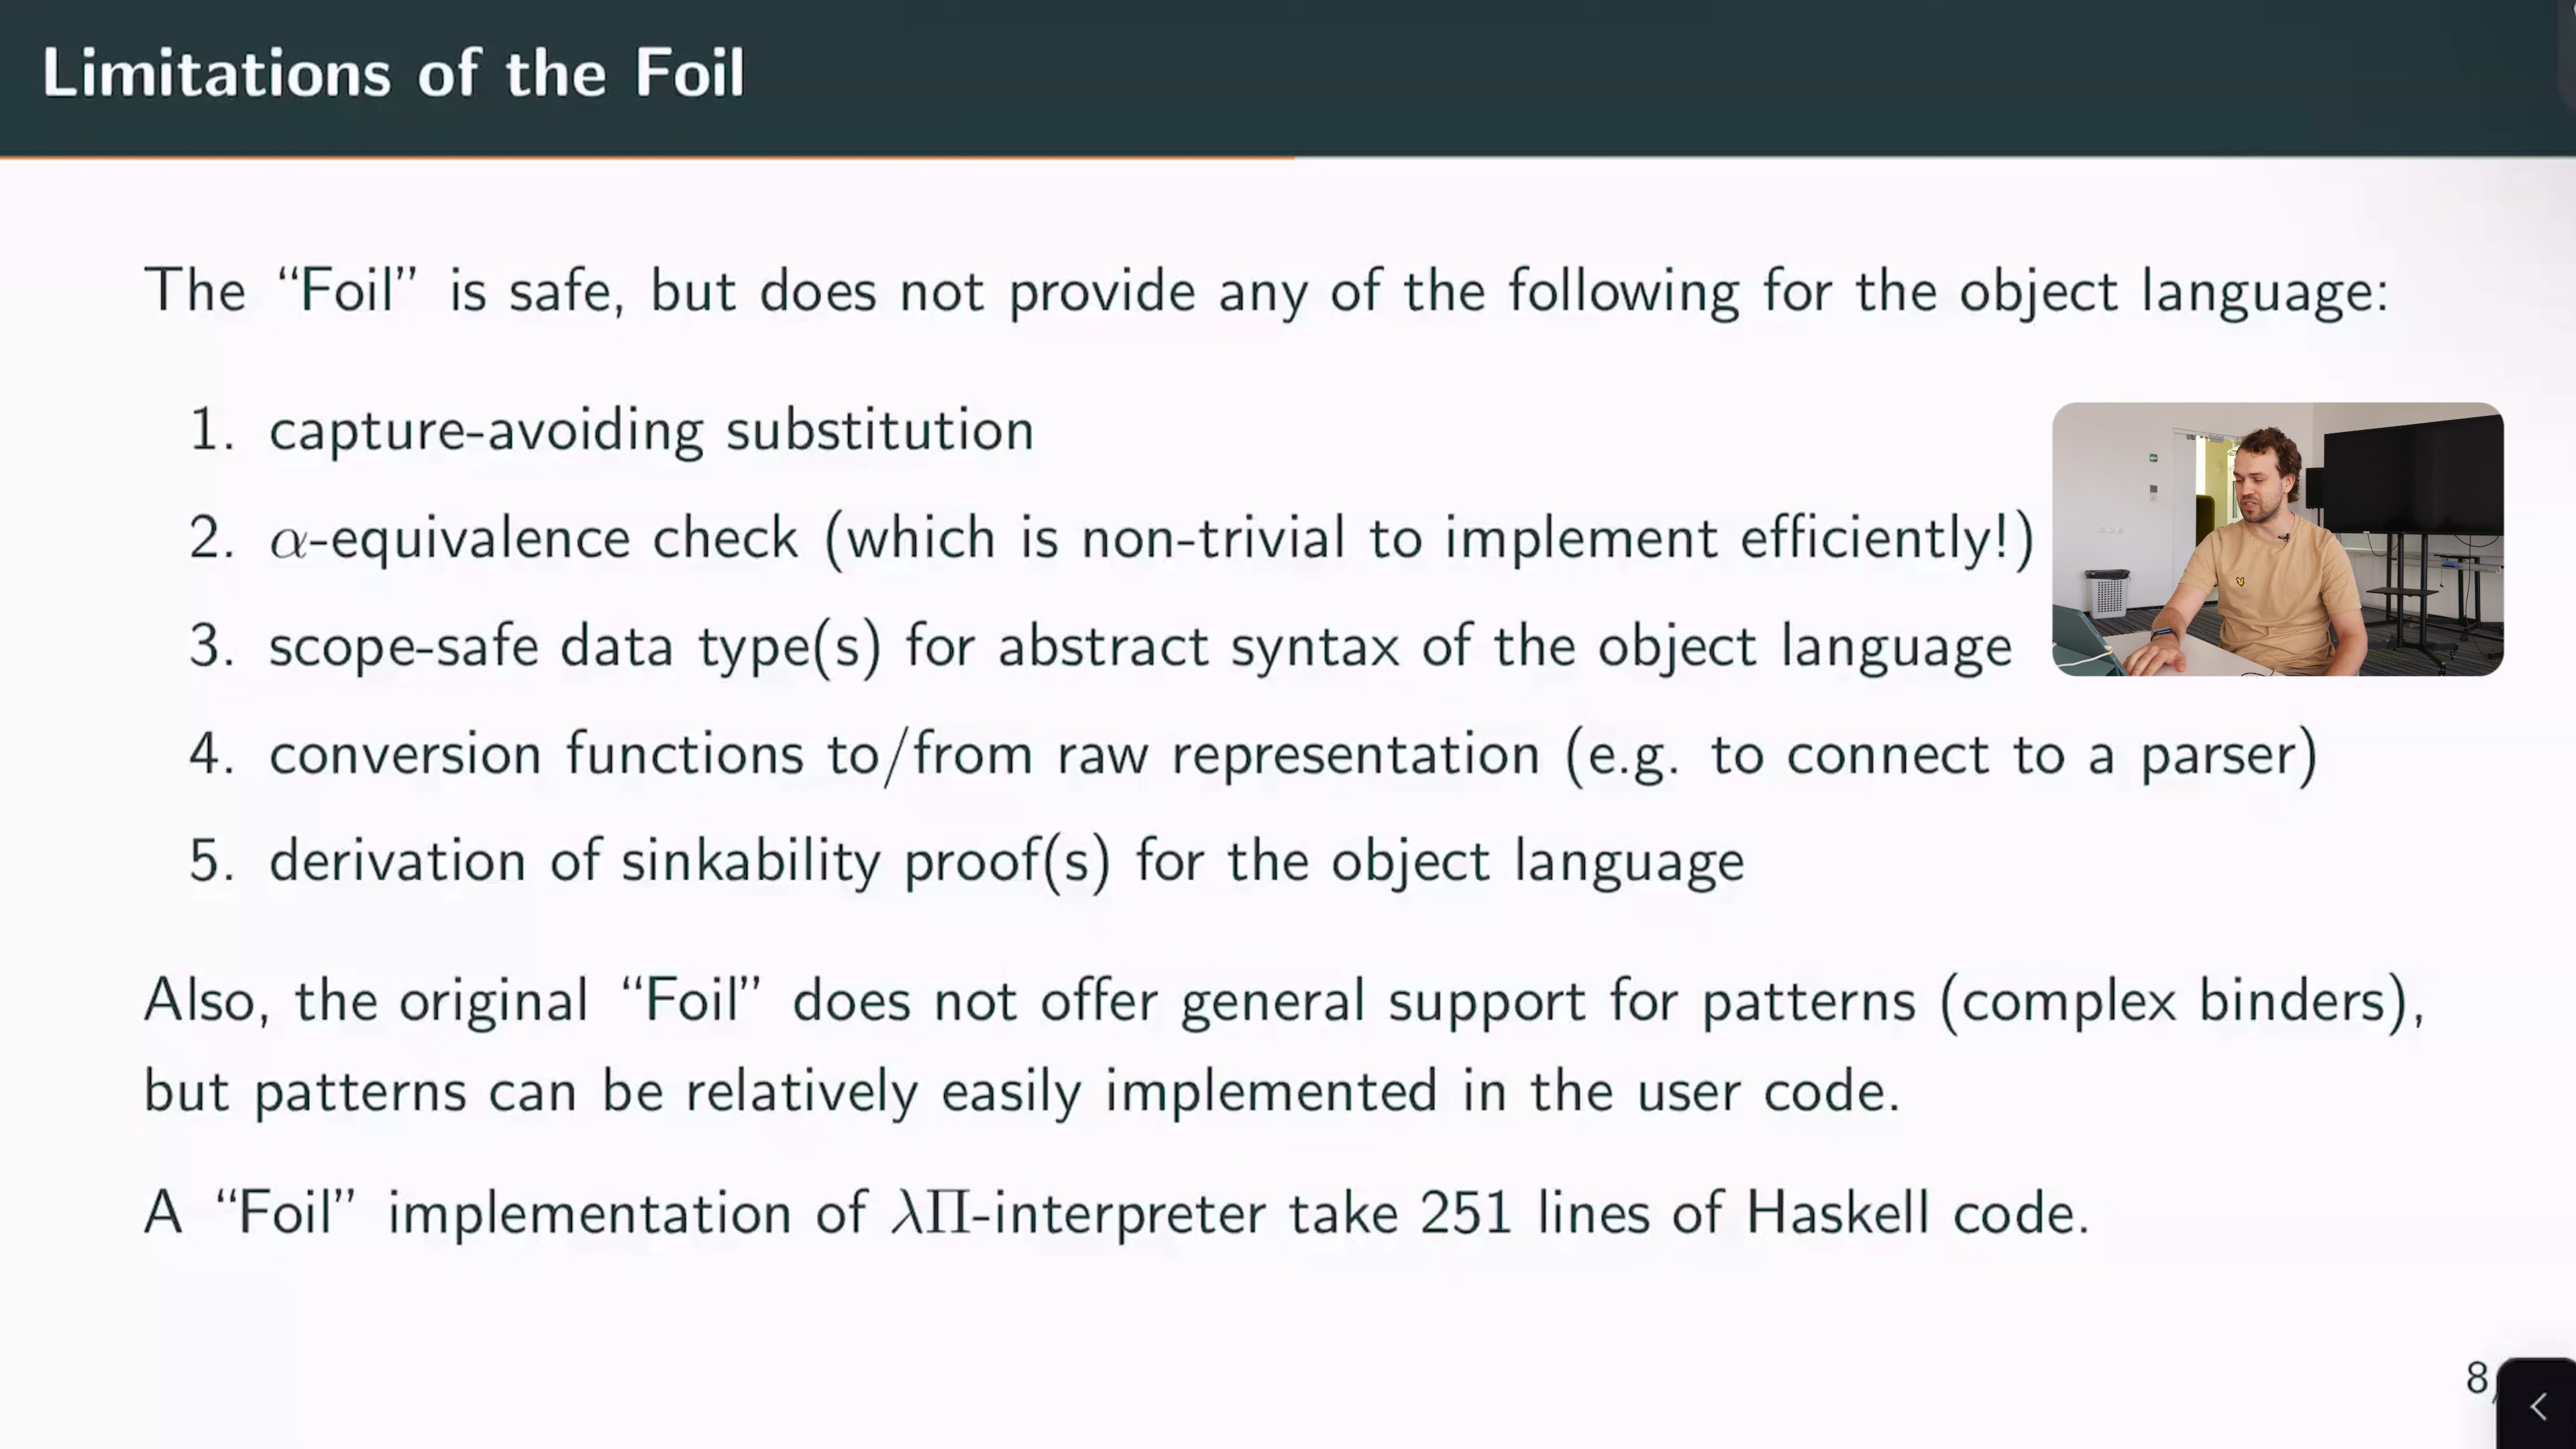 Limitations of the Foil
The “Foil” is safe, but does not provide any of the following for the object language:
1. capture-avoiding substitution
2. α-equivalence check (which is non-trivial to implement efficiently!)
3. scope-safe data type(s) for abstract syntax of the object language
4. conversion functions to/from raw representation (e.g. to connect to a parser)
5. derivation of sinkability proof(s) for the object language
Also, the original “Foil” does not offer general support for patterns (complex binders),
but patterns can be relatively easily implemented in the user code.
A “Foil” implementation of λΠ-interpreter take 251 lines of Haskell code.
8